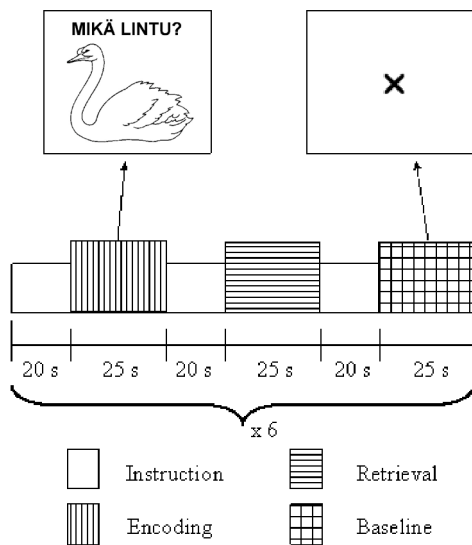 MIKÄ LINTU?
20 s 25 s 20 s 25 s 20 s 25 s
x 6
Instruction Retrieval
Encoding Baseline